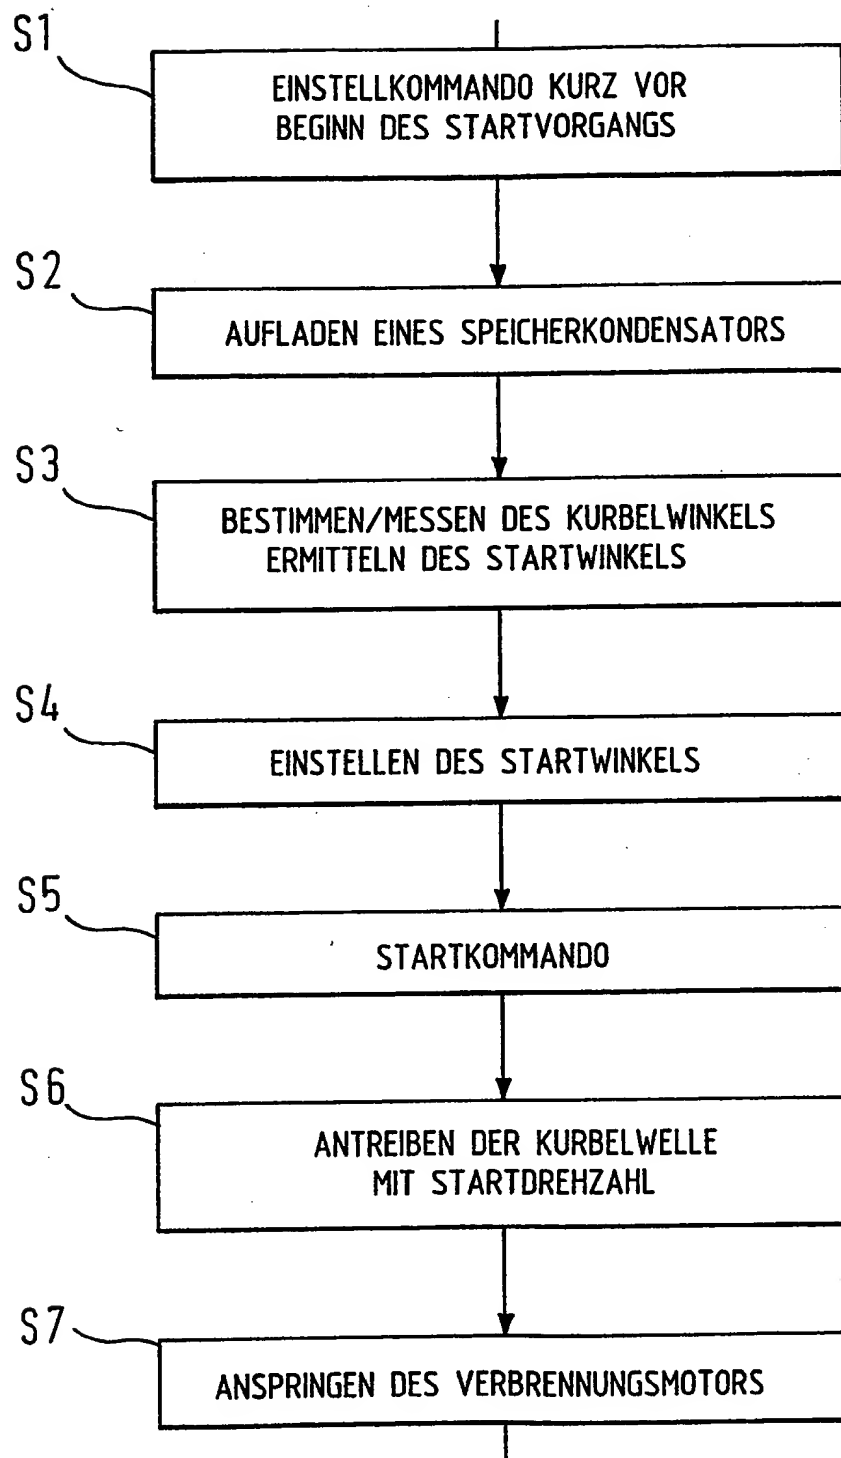 S1
EINSTELLKOMMANDO KURZ VOR
BEGINN DES STARTVORGANGS
S2
AUFLADEN EINES SPEICHERKONDENSATORS
S3
BESTIMMEN/MESSEN DES KURBELWINKELS
ERMITTELN DES STARTWINKELS
S4
EINSTELLEN DES STARTWINKELS
S5
STARTKOMMANDO
S6
ANTREIBEN DER KURBELWELLE
MIT STARTDREHZAHL
S7
ANSPRINGEN DES VERBRENNUNGSMOTORS